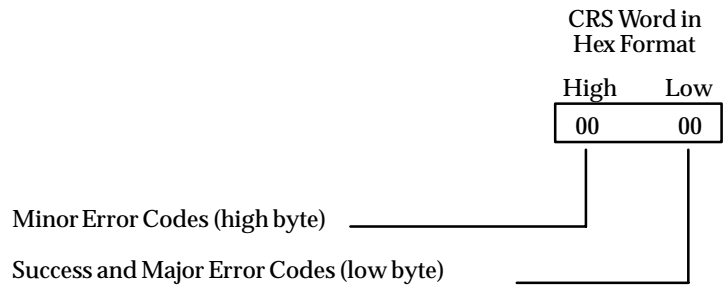 CRS Word in
Hex Format
High Low
00 00
Minor Error Codes (high byte)
Success and Major Error Codes (low byte)